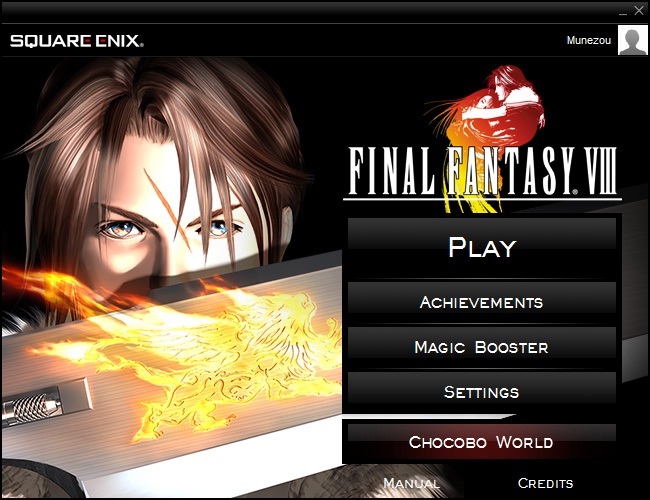 SQUARE ENIX®
Munezou
FINAL FANTASY® VIII
PLAY
ACHIEVEMENTS
MAGIC BOOSTER
SETTINGS
CHOCOBO WORLD
MANUAL
CREDITS